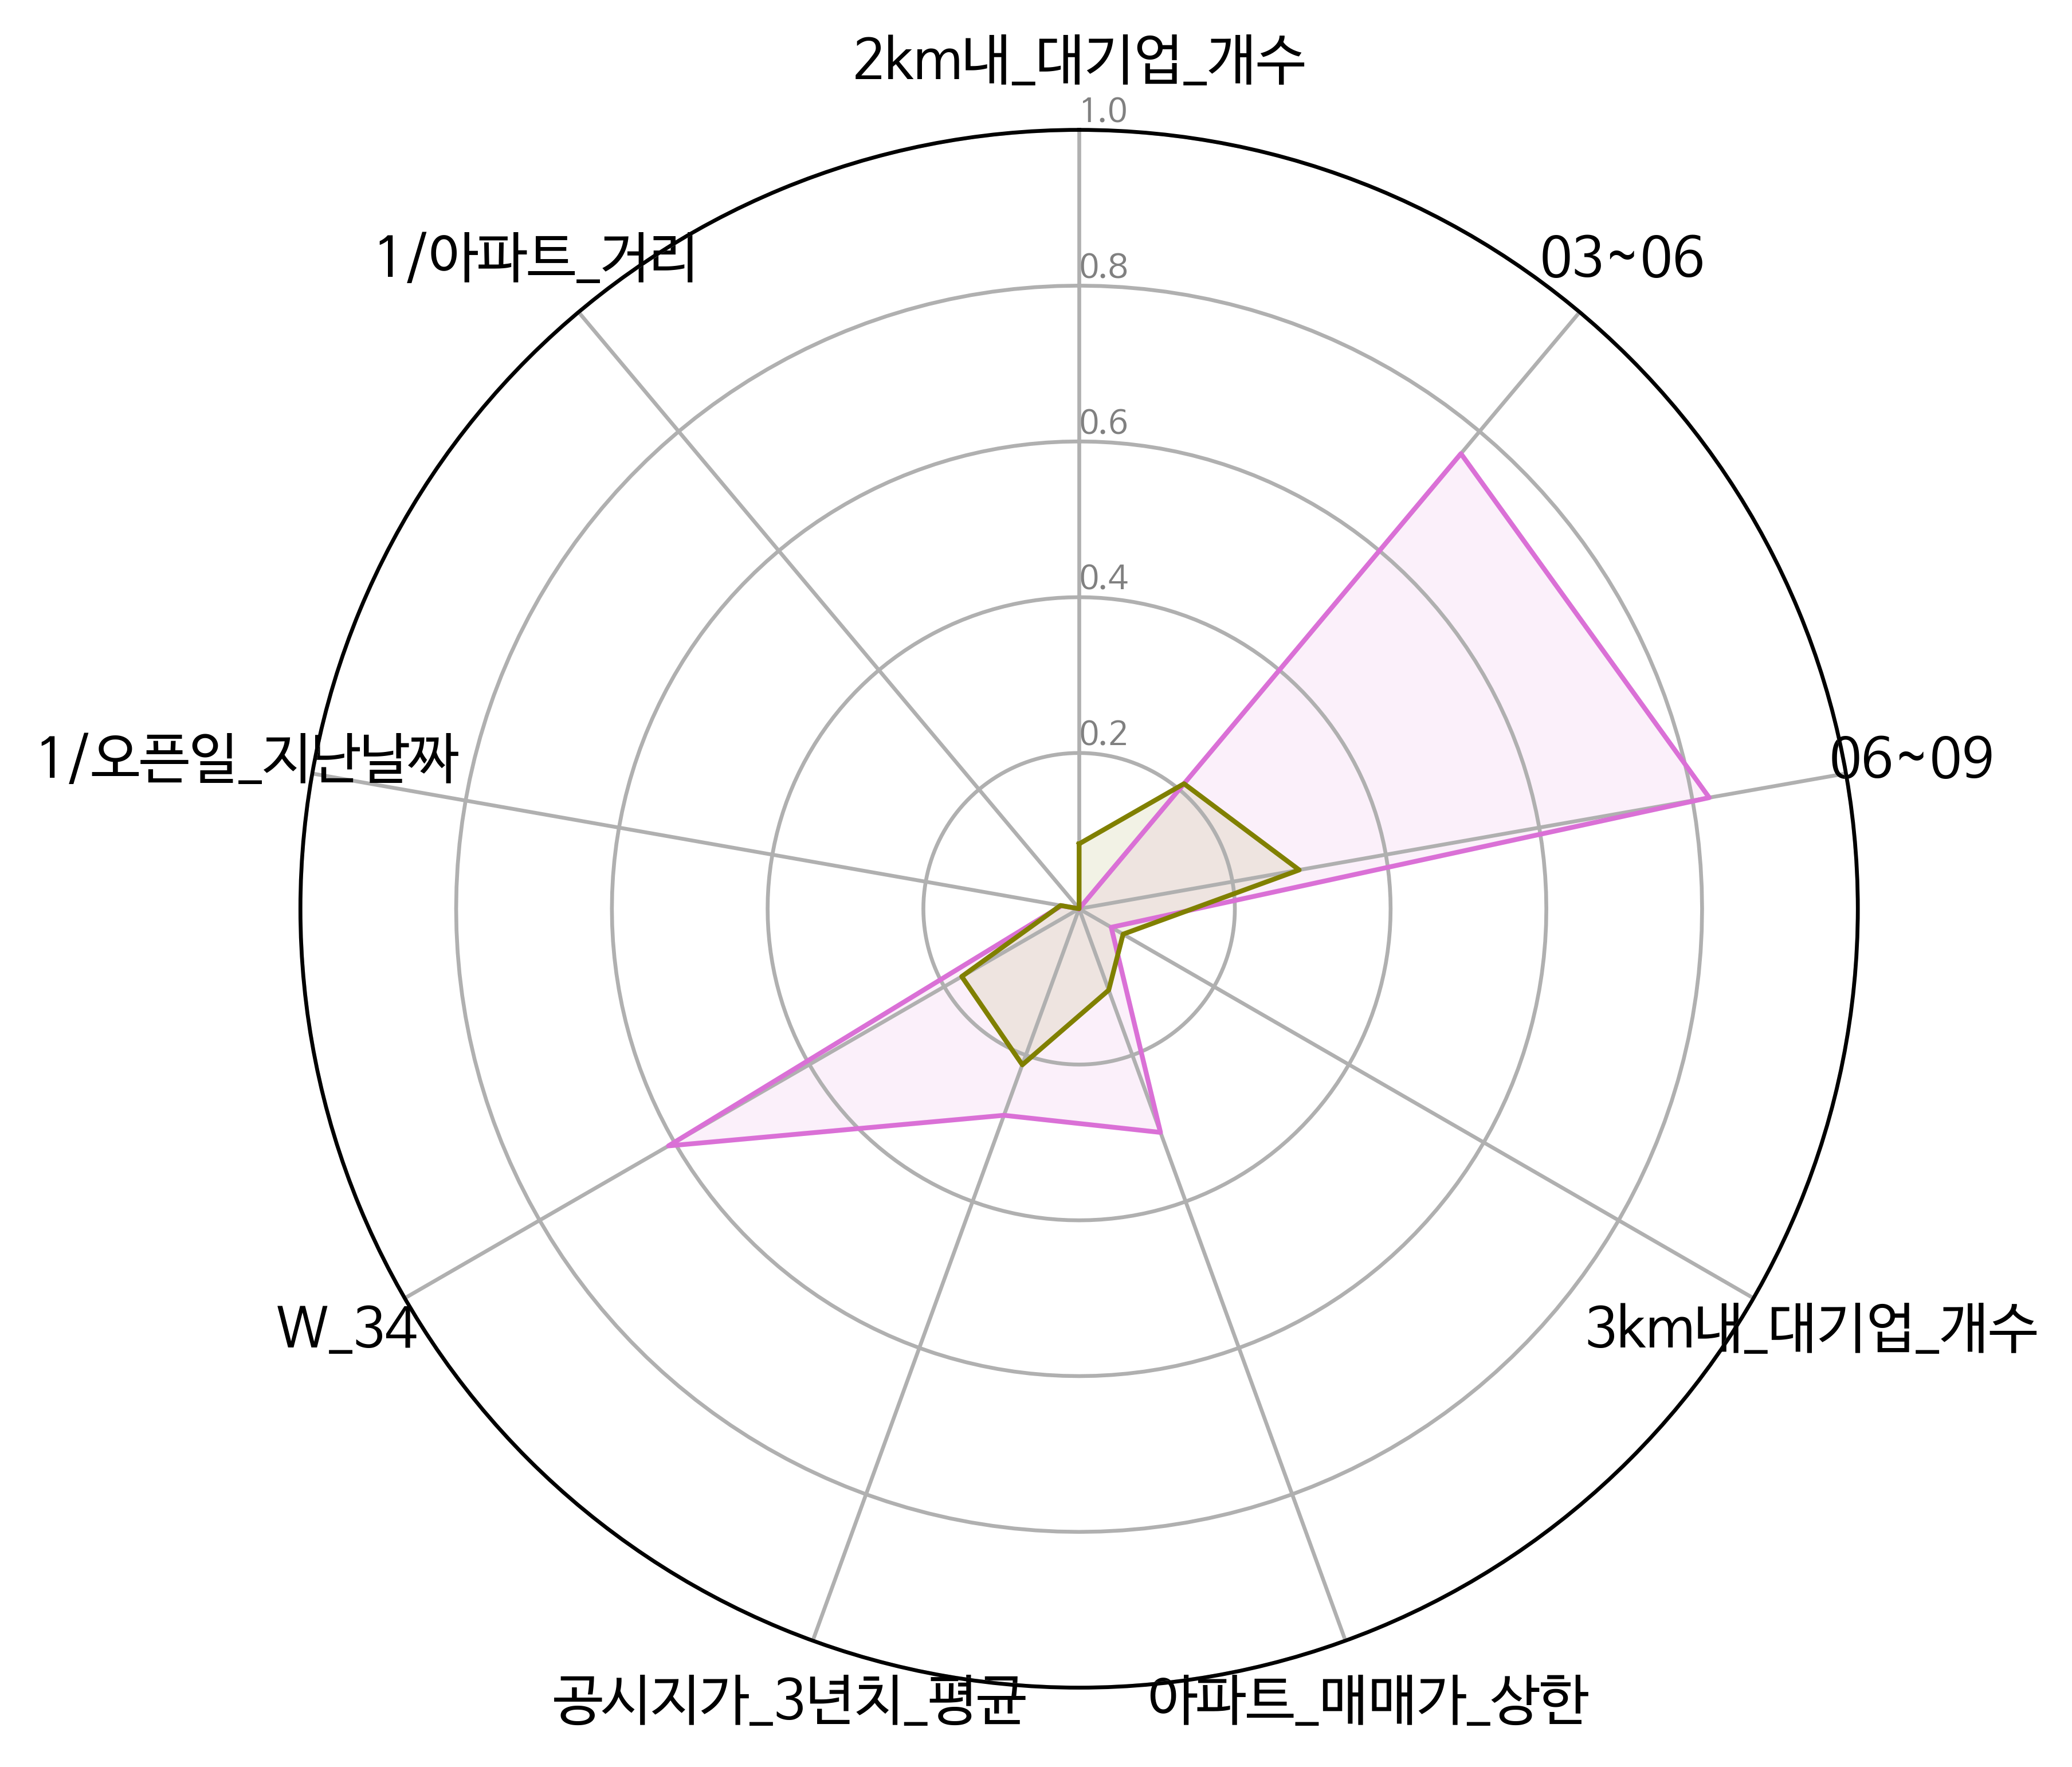 2km내_대기업_개수
1.0
1/아파트_거리
03~06
0.8
0.6
0.4
0.2
1/오픈일_지난날짜
06~09
W_34
3km내_대기업_개수
공시지가_3년치_평균
아파트_매매가_상한